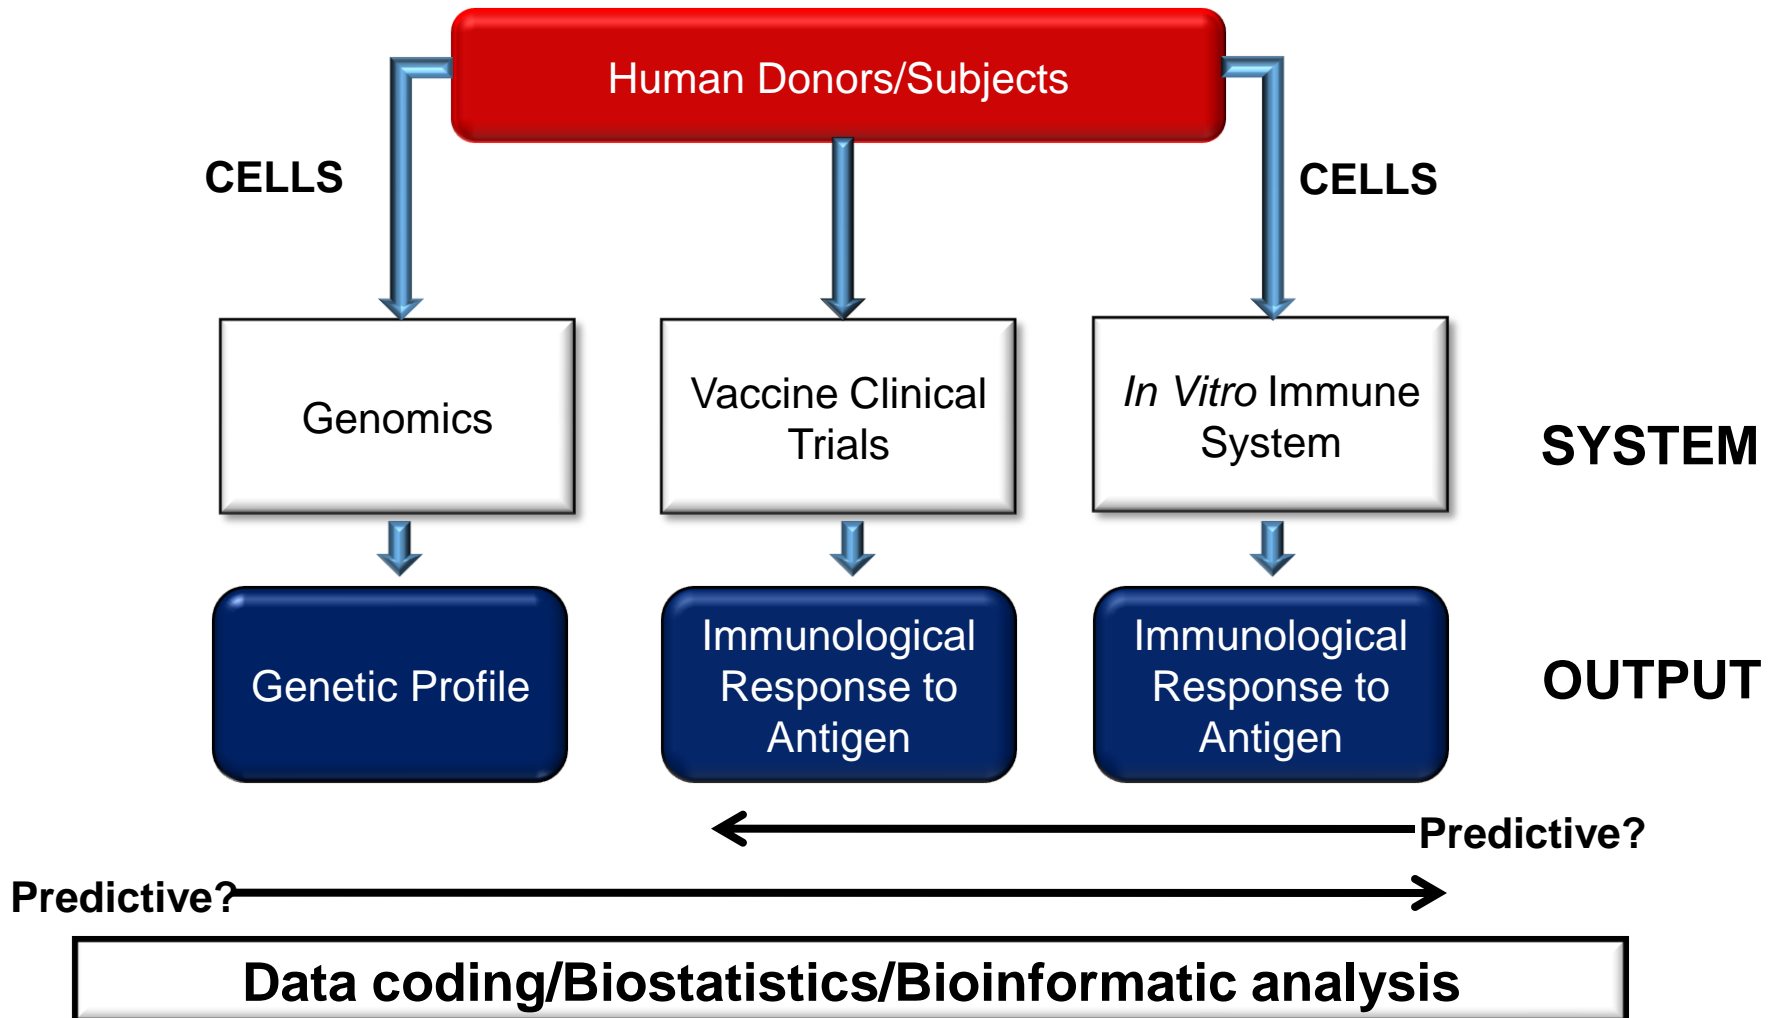 Human Donors/Subjects
CELLS
CELLS
Genomics
Vaccine Clinical
Trials
In Vitro Immune
System
SYSTEM
Genetic Profile
Immunological
Response to
Antigen
Immunological
Response to
Antigen
OUTPUT
Predictive?
Predictive?
Data coding/Biostatistics/Bioinformatic analysis